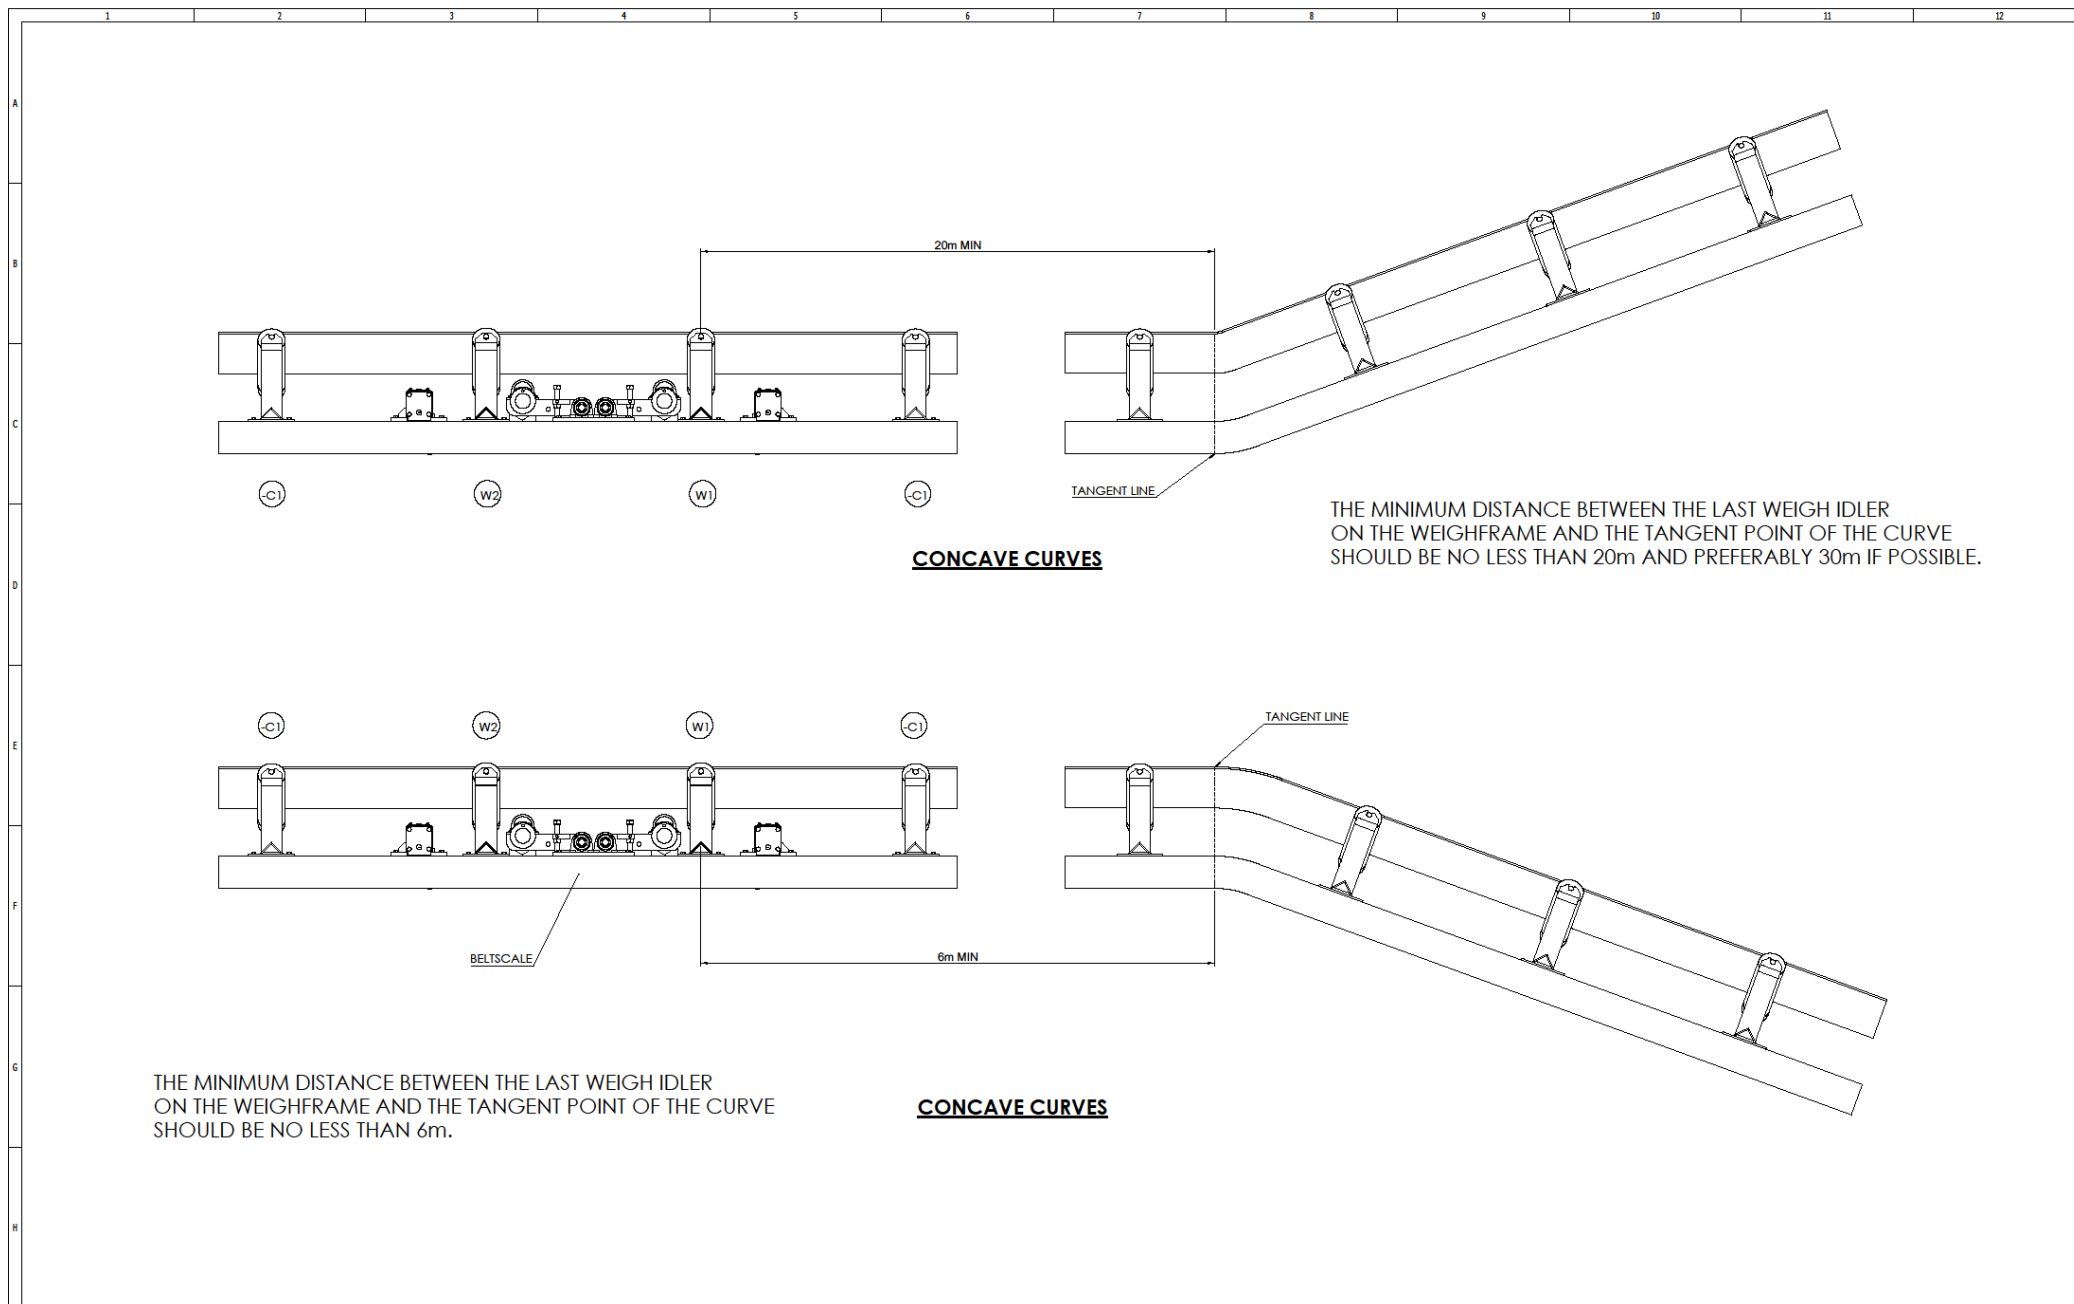 1 2 3 4 5 6 7 8 9 10 11 12
A
B
C
D
E
F
G
H
20m MIN
-C1 W2 W1 -C1
TANGENT LINE
THE MINIMUM DISTANCE BETWEEN THE LAST WEIGH IDLER
ON THE WEIGHFRAME AND THE TANGENT POINT OF THE CURVE
SHOULD BE NO LESS THAN 20m AND PREFERABLY 30m IF POSSIBLE.
CONCAVE CURVES
-C1 W2 W1 -C1
TANGENT LINE
BELTSCALE
6m MIN
THE MINIMUM DISTANCE BETWEEN THE LAST WEIGH IDLER
ON THE WEIGHFRAME AND THE TANGENT POINT OF THE CURVE
SHOULD BE NO LESS THAN 6m.
CONCAVE CURVES